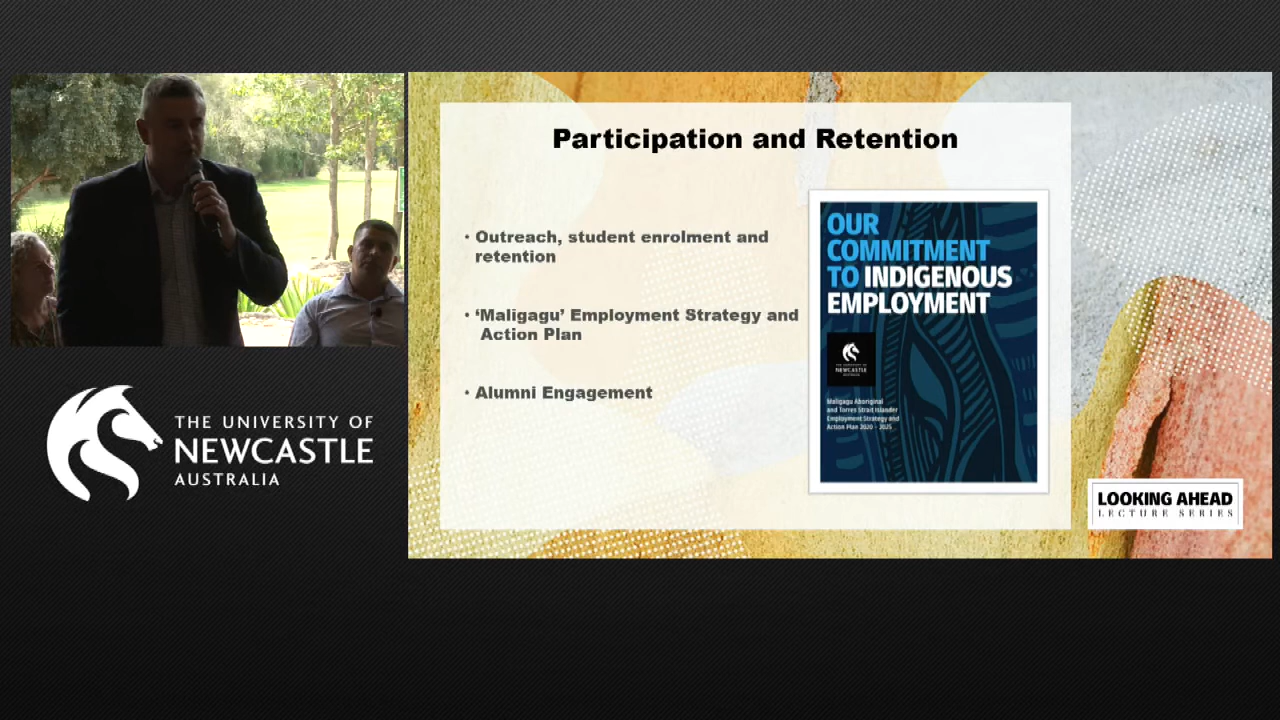 Participation and Retention
• Outreach, student enrolment and
retention
• ‘Maligagu’ Employment Strategy and
Action Plan
• Alumni Engagement
OUR
COMMITMENT
TO INDIGENOUS
EMPLOYMENT
NEWCASTLE
Maligagu Aboriginal
and Torres Strait Islander
Employment Strategy and
Action Plan 2020 - 2025
THE UNIVERSITY OF
NEWCASTLE
AUSTRALIA
LOOKING AHEAD
LECTURE SERIES